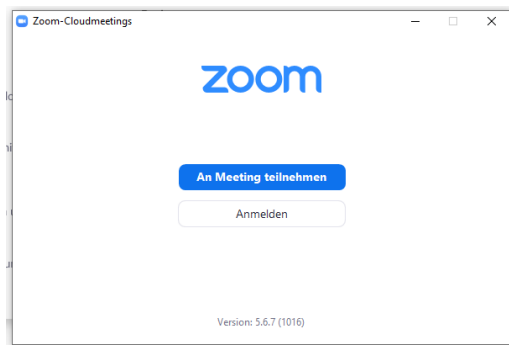 Zoom-Cloudmeetings
zoom
An Meeting teilnehmen
Anmelden
Version: 5.6.7 (1016)